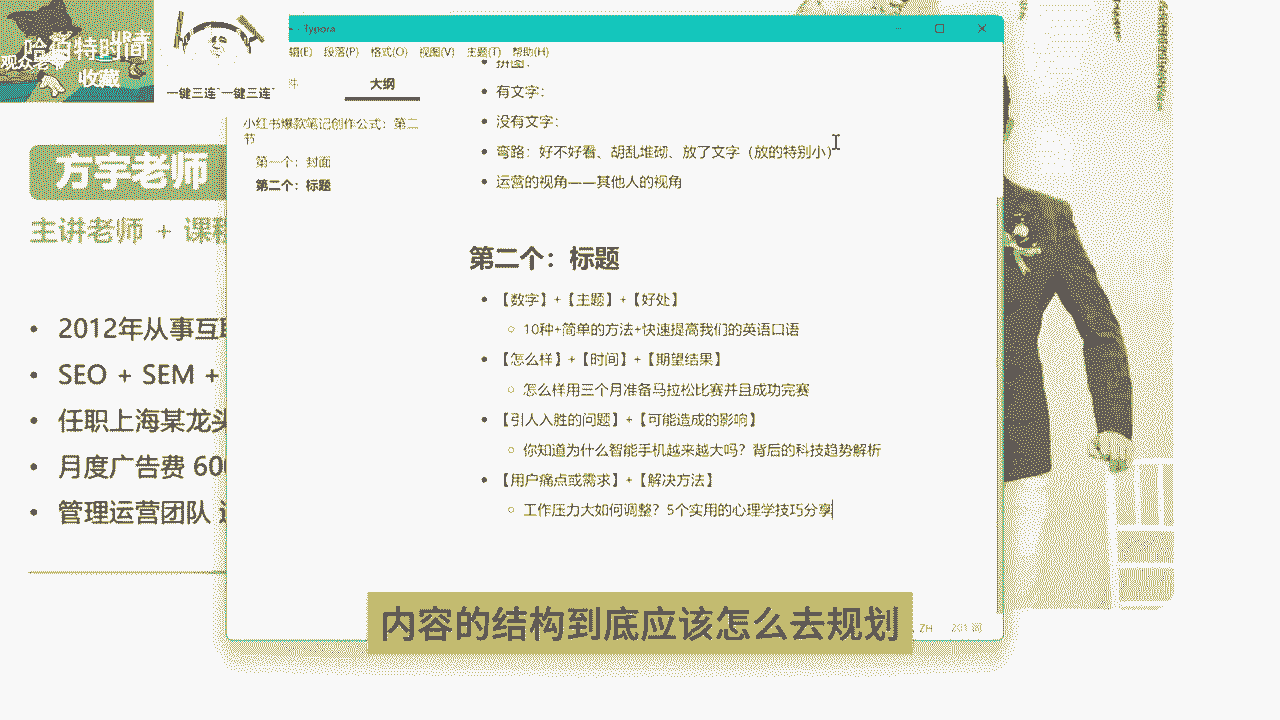 哈伯特时间
观众老
收藏
一键三连 一键三连
Typora
辑(E) 段落(P) 格式(O) 视图(V) 主题(T) 帮助(H)
件
大纲
小红书爆款笔记创作公式：第二
节
第一个：封面
第二个：标题
拼图：
有文字：
没有文字：
弯路：好不好看、胡乱堆砌、放了文字（放的特别小）
运营的视角——其他人的视角
第二个：标题
【数字】+【主题】+【好处】
10种+简单的方法+快速提高我们的英语口语
【怎么样】+【时间】+【期望结果】
怎么样用三个月准备马拉松比赛并且成功完赛
【引人入胜的问题】+【可能造成的影响】
你知道为什么智能手机越来越大吗？背后的科技趋势解析
【用户痛点或需求】+【解决方法】
工作压力大如何调整？5个实用的心理学技巧分享
ZH 201 词
方宇老师
主讲老师 + 课程
2012年从事互联
SEO + SEM +
任职上海某龙头
月度广告费 600
管理运营团队
内容的结构到底应该怎么去规划